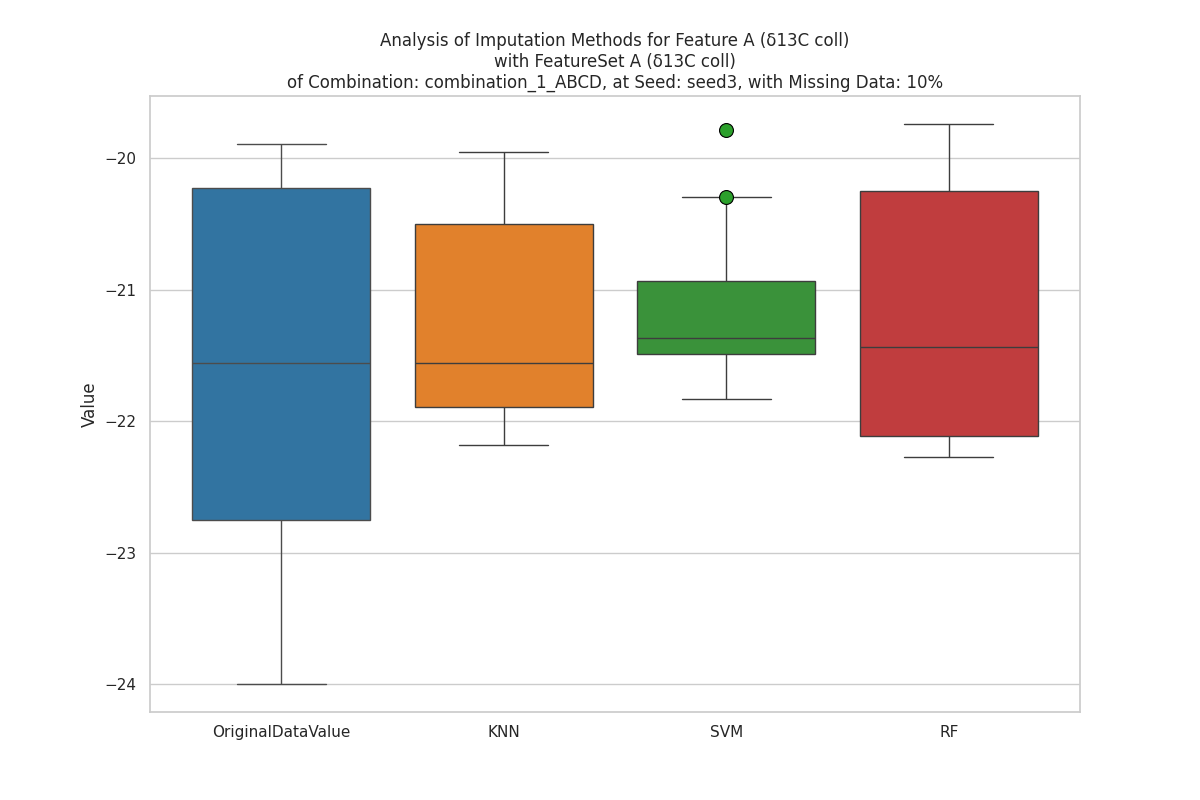 Analysis of Imputation Methods for Feature A (δ13C coll)
with FeatureSet A (δ13C coll)
of Combination: combination_1_ABCD, at Seed: seed3, with Missing Data: 10%
−20
−21
−22
−23
−24
Value
OriginalDataValue
KNN
SVM
RF